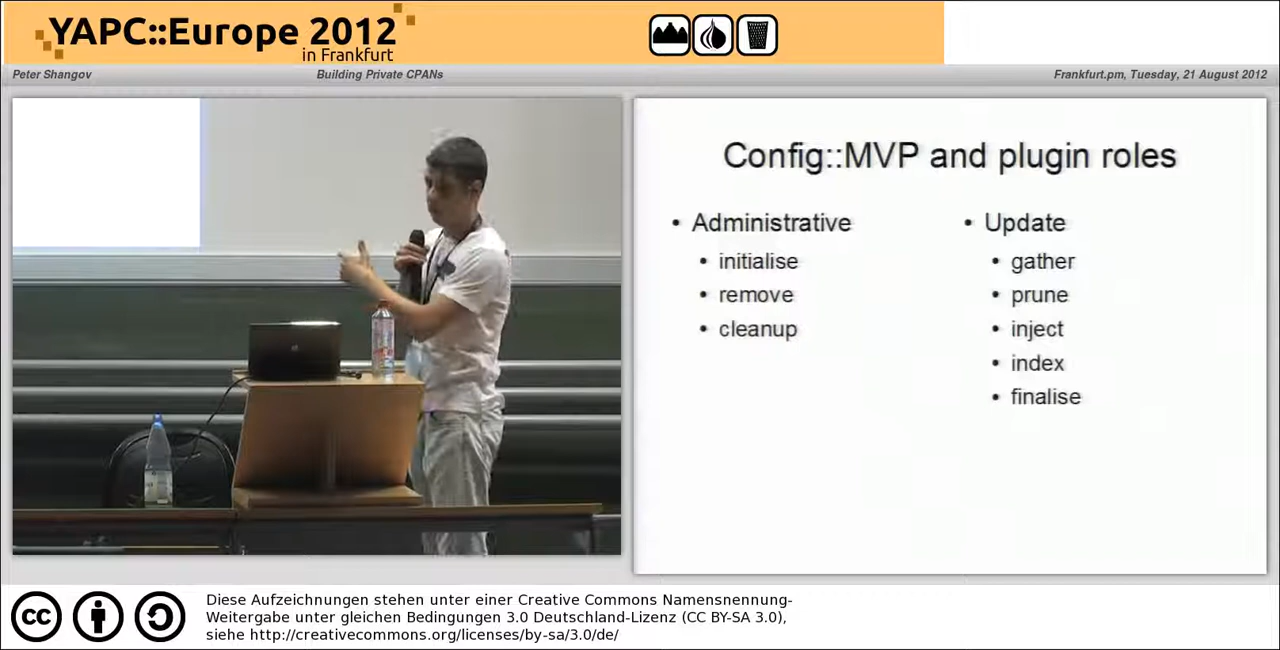 YAPC::Europe 2012
in Frankfurt
Peter Shangov
Building Private CPANs
Frankfurt.pm, Tuesday, 21 August 2012
Config::MVP and plugin roles
• Administrative
• initialise
• remove
• cleanup
• Update
• gather
• prune
• inject
• index
• finalise
cc
Diese Aufzeichnungen stehen unter einer Creative Commons Namensnennung-
Weitergabe unter gleichen Bedingungen 3.0 Deutschland-Lizenz (CC BY-SA 3.0),
siehe http://creativecommons.org/licenses/by-sa/3.0/de/